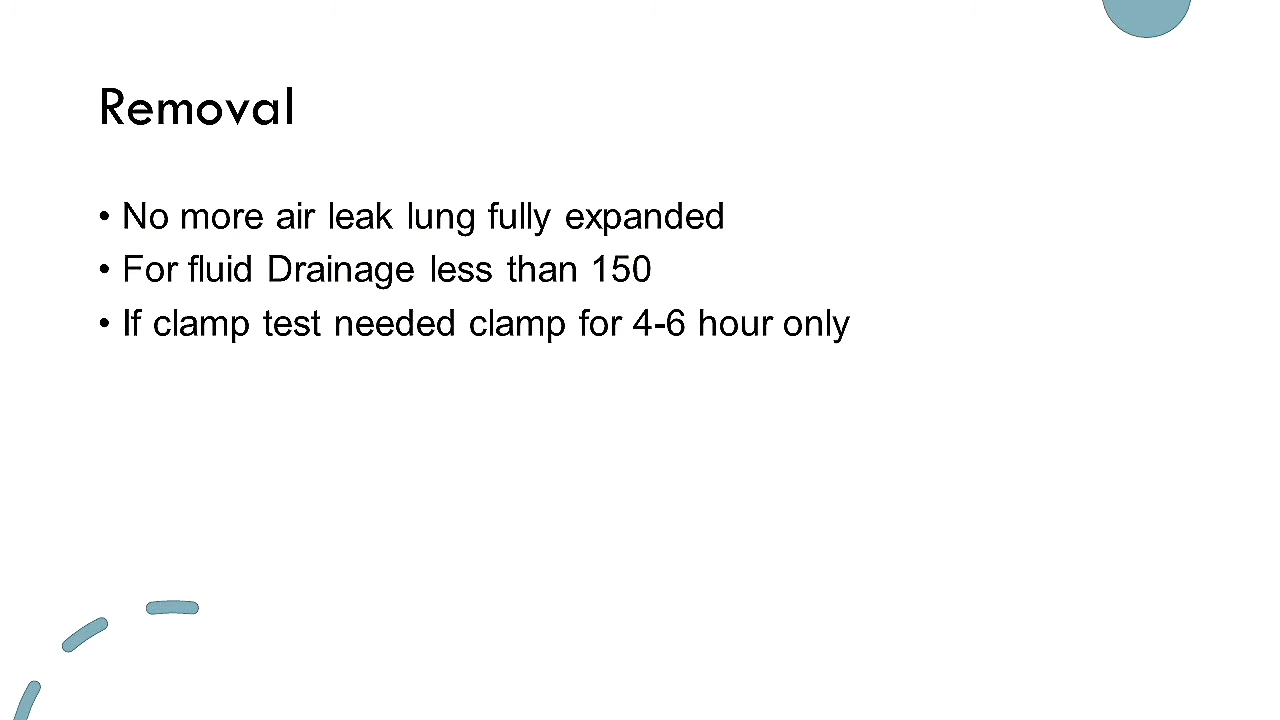 Removal
• No more air leak lung fully expanded
• For fluid Drainage less than 150
• If clamp test needed clamp for 4-6 hour only